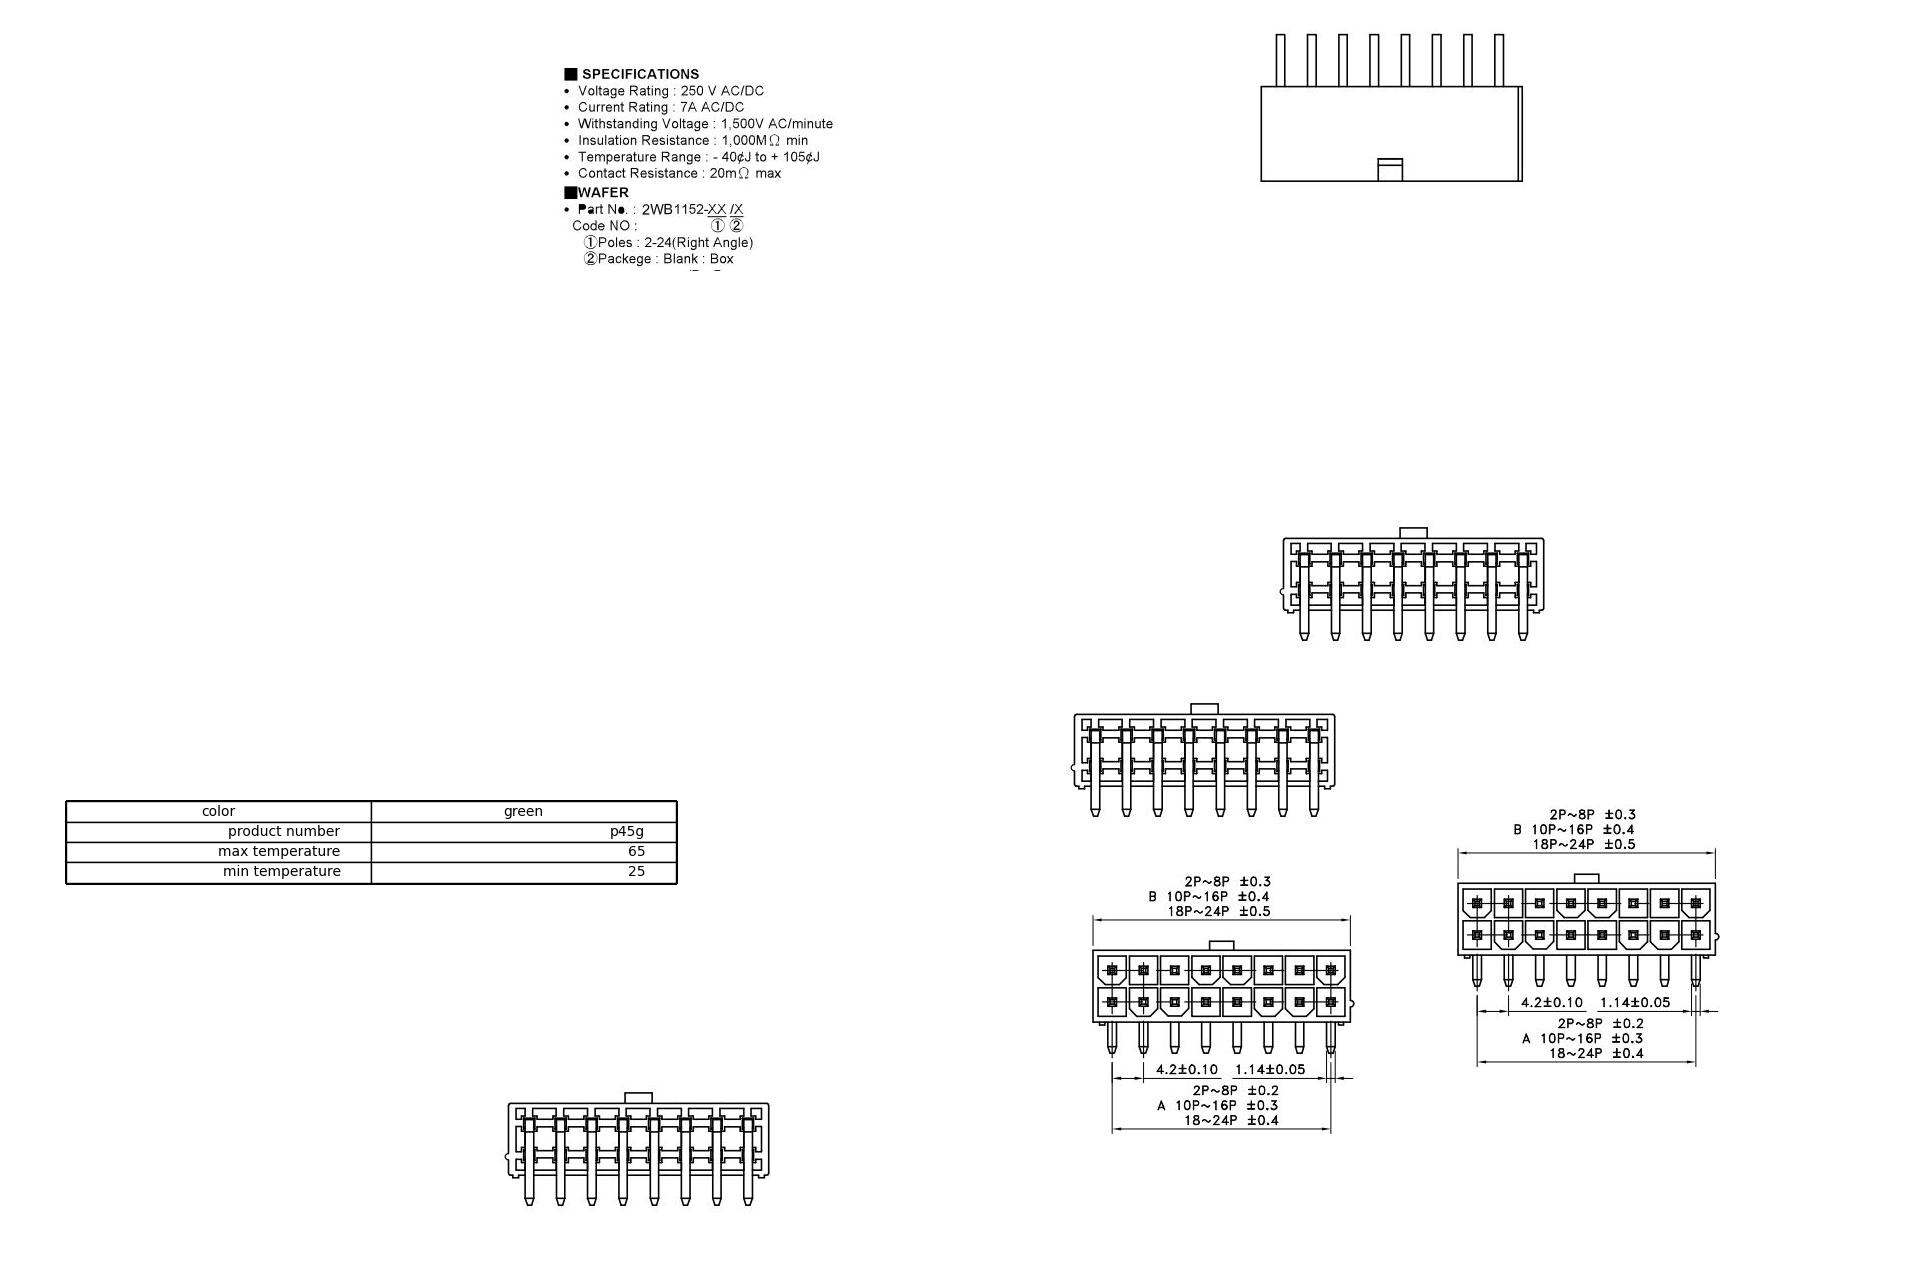 ■ SPECIFICATIONS
• Voltage Rating : 250 V AC/DC
• Current Rating : 7A AC/DC
• Withstanding Voltage : 1,500V AC/minute
• Insulation Resistance : 1,000MΩ min
• Temperature Range : - 40¢J to + 105¢J
• Contact Resistance : 20mΩ max
■WAFER
• Part No. : 2WB1152-XX /X
Code NO : ① ②
①Poles : 2-24(Right Angle)
②Packege : Blank : Box
color green
product number p45g
max temperature 65
min temperature 25
2P~8P ±0.3
B 10P~16P ±0.4
18P~24P ±0.5
4.2±0.10 1.14±0.05
2P~8P ±0.2
A 10P~16P ±0.3
18~24P ±0.4
2P~8P ±0.3
B 10P~16P ±0.4
18P~24P ±0.5
4.2±0.10 1.14±0.05
2P~8P ±0.2
A 10P~16P ±0.3
18~24P ±0.4